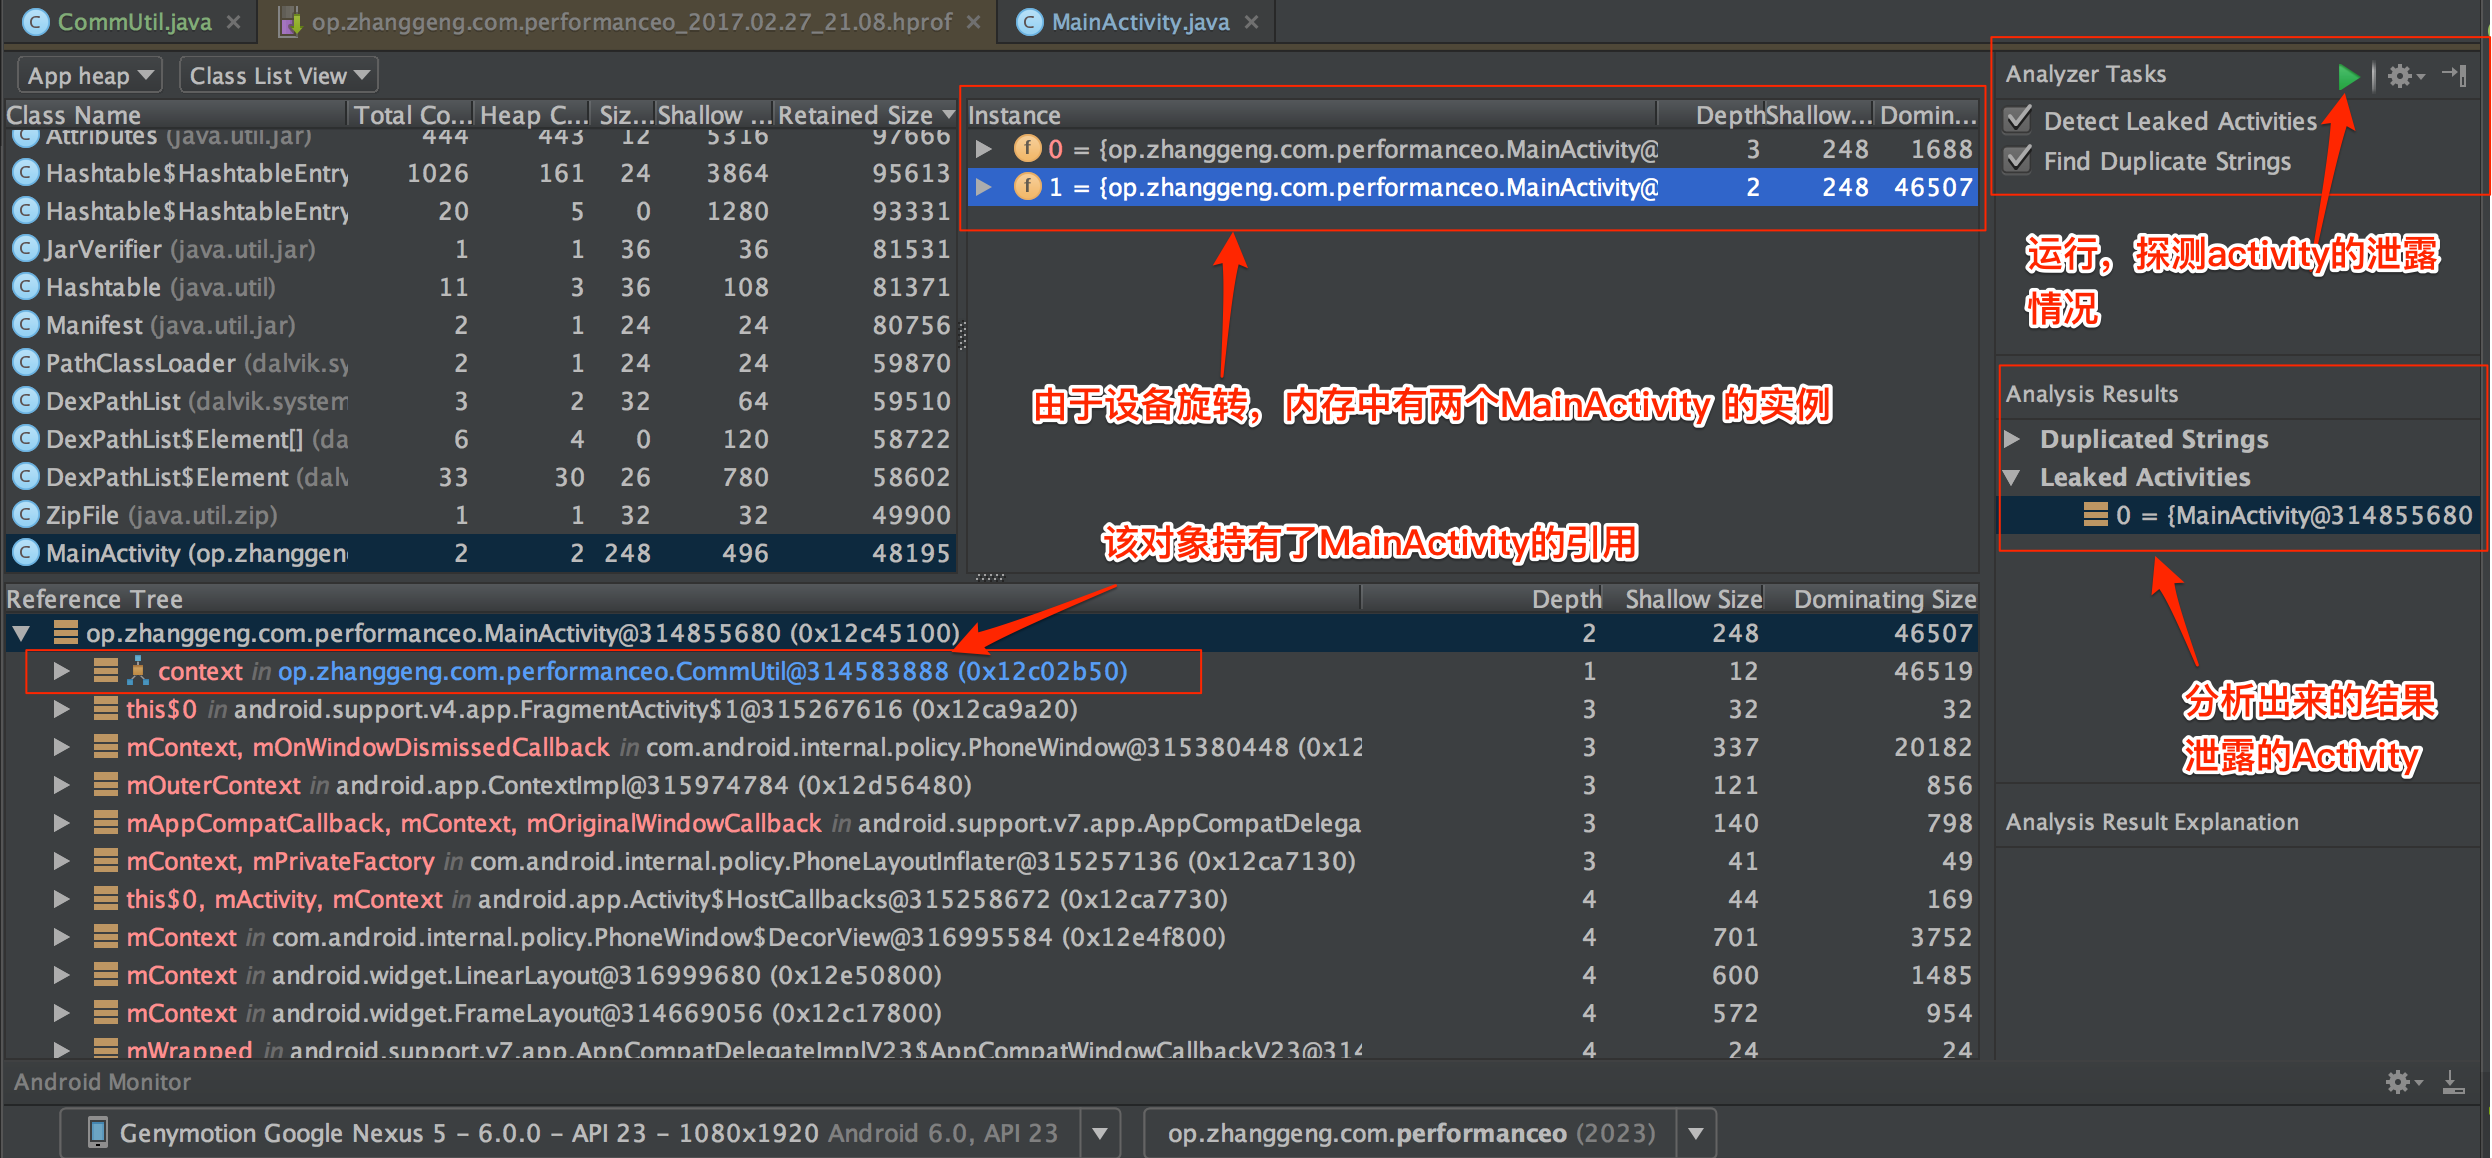 CommUtil.java
op.zhanggeng.com.performanceo_2017.02.27_21.08.hprof
MainActivity.java
App heap
Class List View
Class Name Total Co... Heap C... Siz... Shallow ... Retained Size
Attributes (java.util.jar) 444 443 12 5316 97666
Hashtable$HashtableEntry 1026 161 24 3864 95613
Hashtable$HashtableEntry 20 5 0 1280 93331
JarVerifier (java.util.jar) 1 1 36 36 81531
Hashtable (java.util) 11 3 36 108 81371
Manifest (java.util.jar) 2 1 24 24 80756
PathClassLoader (dalvik.sy 2 1 24 24 59870
DexPathList (dalvik.system 3 2 32 64 59510
DexPathList$Element[] (da 6 4 0 120 58722
DexPathList$Element (dalv 33 30 26 780 58602
ZipFile (java.util.zip) 1 1 32 32 49900
MainActivity (op.zhanggen 2 2 248 496 48195
Instance Depth Shallow... Domin...
0 = {op.zhanggeng.com.performanceo.MainActivity@ 3 248 1688
1 = {op.zhanggeng.com.performanceo.MainActivity@ 2 248 46507
由于设备旋转，内存中有两个MainActivity 的实例
该对象持有了MainActivity的引用
Analyzer Tasks
Detect Leaked Activities
Find Duplicate Strings
运行，探测activity的泄露
情况
Analysis Results
Duplicated Strings
Leaked Activities
0 = {MainActivity@314855680
分析出来的结果
泄露的Activity
Analysis Result Explanation
Reference Tree Depth Shallow Size Dominating Size
op.zhanggeng.com.performanceo.MainActivity@314855680 (0x12c45100) 2 248 46507
context in op.zhanggeng.com.performanceo.CommUtil@314583888 (0x12c02b50) 1 12 46519
this$0 in android.support.v4.app.FragmentActivity$1@315267616 (0x12ca9a20) 3 32 32
mContext, mOnWindowDismissedCallback in com.android.internal.policy.PhoneWindow@315380448 (0x12 3 337 20182
mOuterContext in android.app.ContextImpl@315974784 (0x12d56480) 3 121 856
mAppCompatCallback, mContext, mOriginalWindowCallback in android.support.v7.app.AppCompatDelega 3 140 798
mContext, mPrivateFactory in com.android.internal.policy.PhoneLayoutInflater@315257136 (0x12ca7130) 3 41 49
this$0, mActivity, mContext in android.app.Activity$HostCallbacks@315258672 (0x12ca7730) 4 44 169
mContext in com.android.internal.policy.PhoneWindow$DecorView@316995584 (0x12e4f800) 4 701 3752
mContext in android.widget.LinearLayout@316999680 (0x12e50800) 4 600 1485
mContext in android.widget.FrameLayout@314669056 (0x12c17800) 4 572 954
mWrapped in android.support.v7.app.AppCompatDelegateImplV23$AppCompatWindowCallbackV23@314 4 24 24
Android Monitor
Genymotion Google Nexus 5 - 6.0.0 - API 23 - 1080x1920 Android 6.0, API 23
op.zhanggeng.com.performanceo (2023)